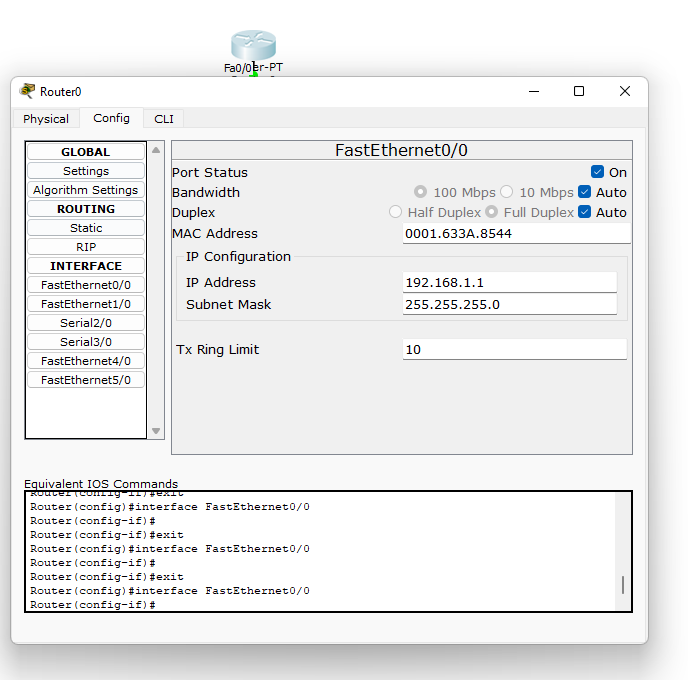 Fa0/0
er-PT
Router0
Physical Config CLI
GLOBAL
Settings
Algorithm Settings
ROUTING
Static
RIP
INTERFACE
FastEthernet0/0
FastEthernet1/0
Serial2/0
Serial3/0
FastEthernet4/0
FastEthernet5/0
FastEthernet0/0
Port Status On
Bandwidth 100 Mbps 10 Mbps Auto
Duplex Half Duplex Full Duplex Auto
MAC Address 0001.633A.8544
IP Configuration
IP Address 192.168.1.1
Subnet Mask 255.255.255.0
Tx Ring Limit 10
Equivalent IOS Commands
Router(config-if)#exit
Router(config)#interface FastEthernet0/0
Router(config-if)#
Router(config-if)#exit
Router(config)#interface FastEthernet0/0
Router(config-if)#
Router(config-if)#exit
Router(config)#interface FastEthernet0/0
Router(config-if)#